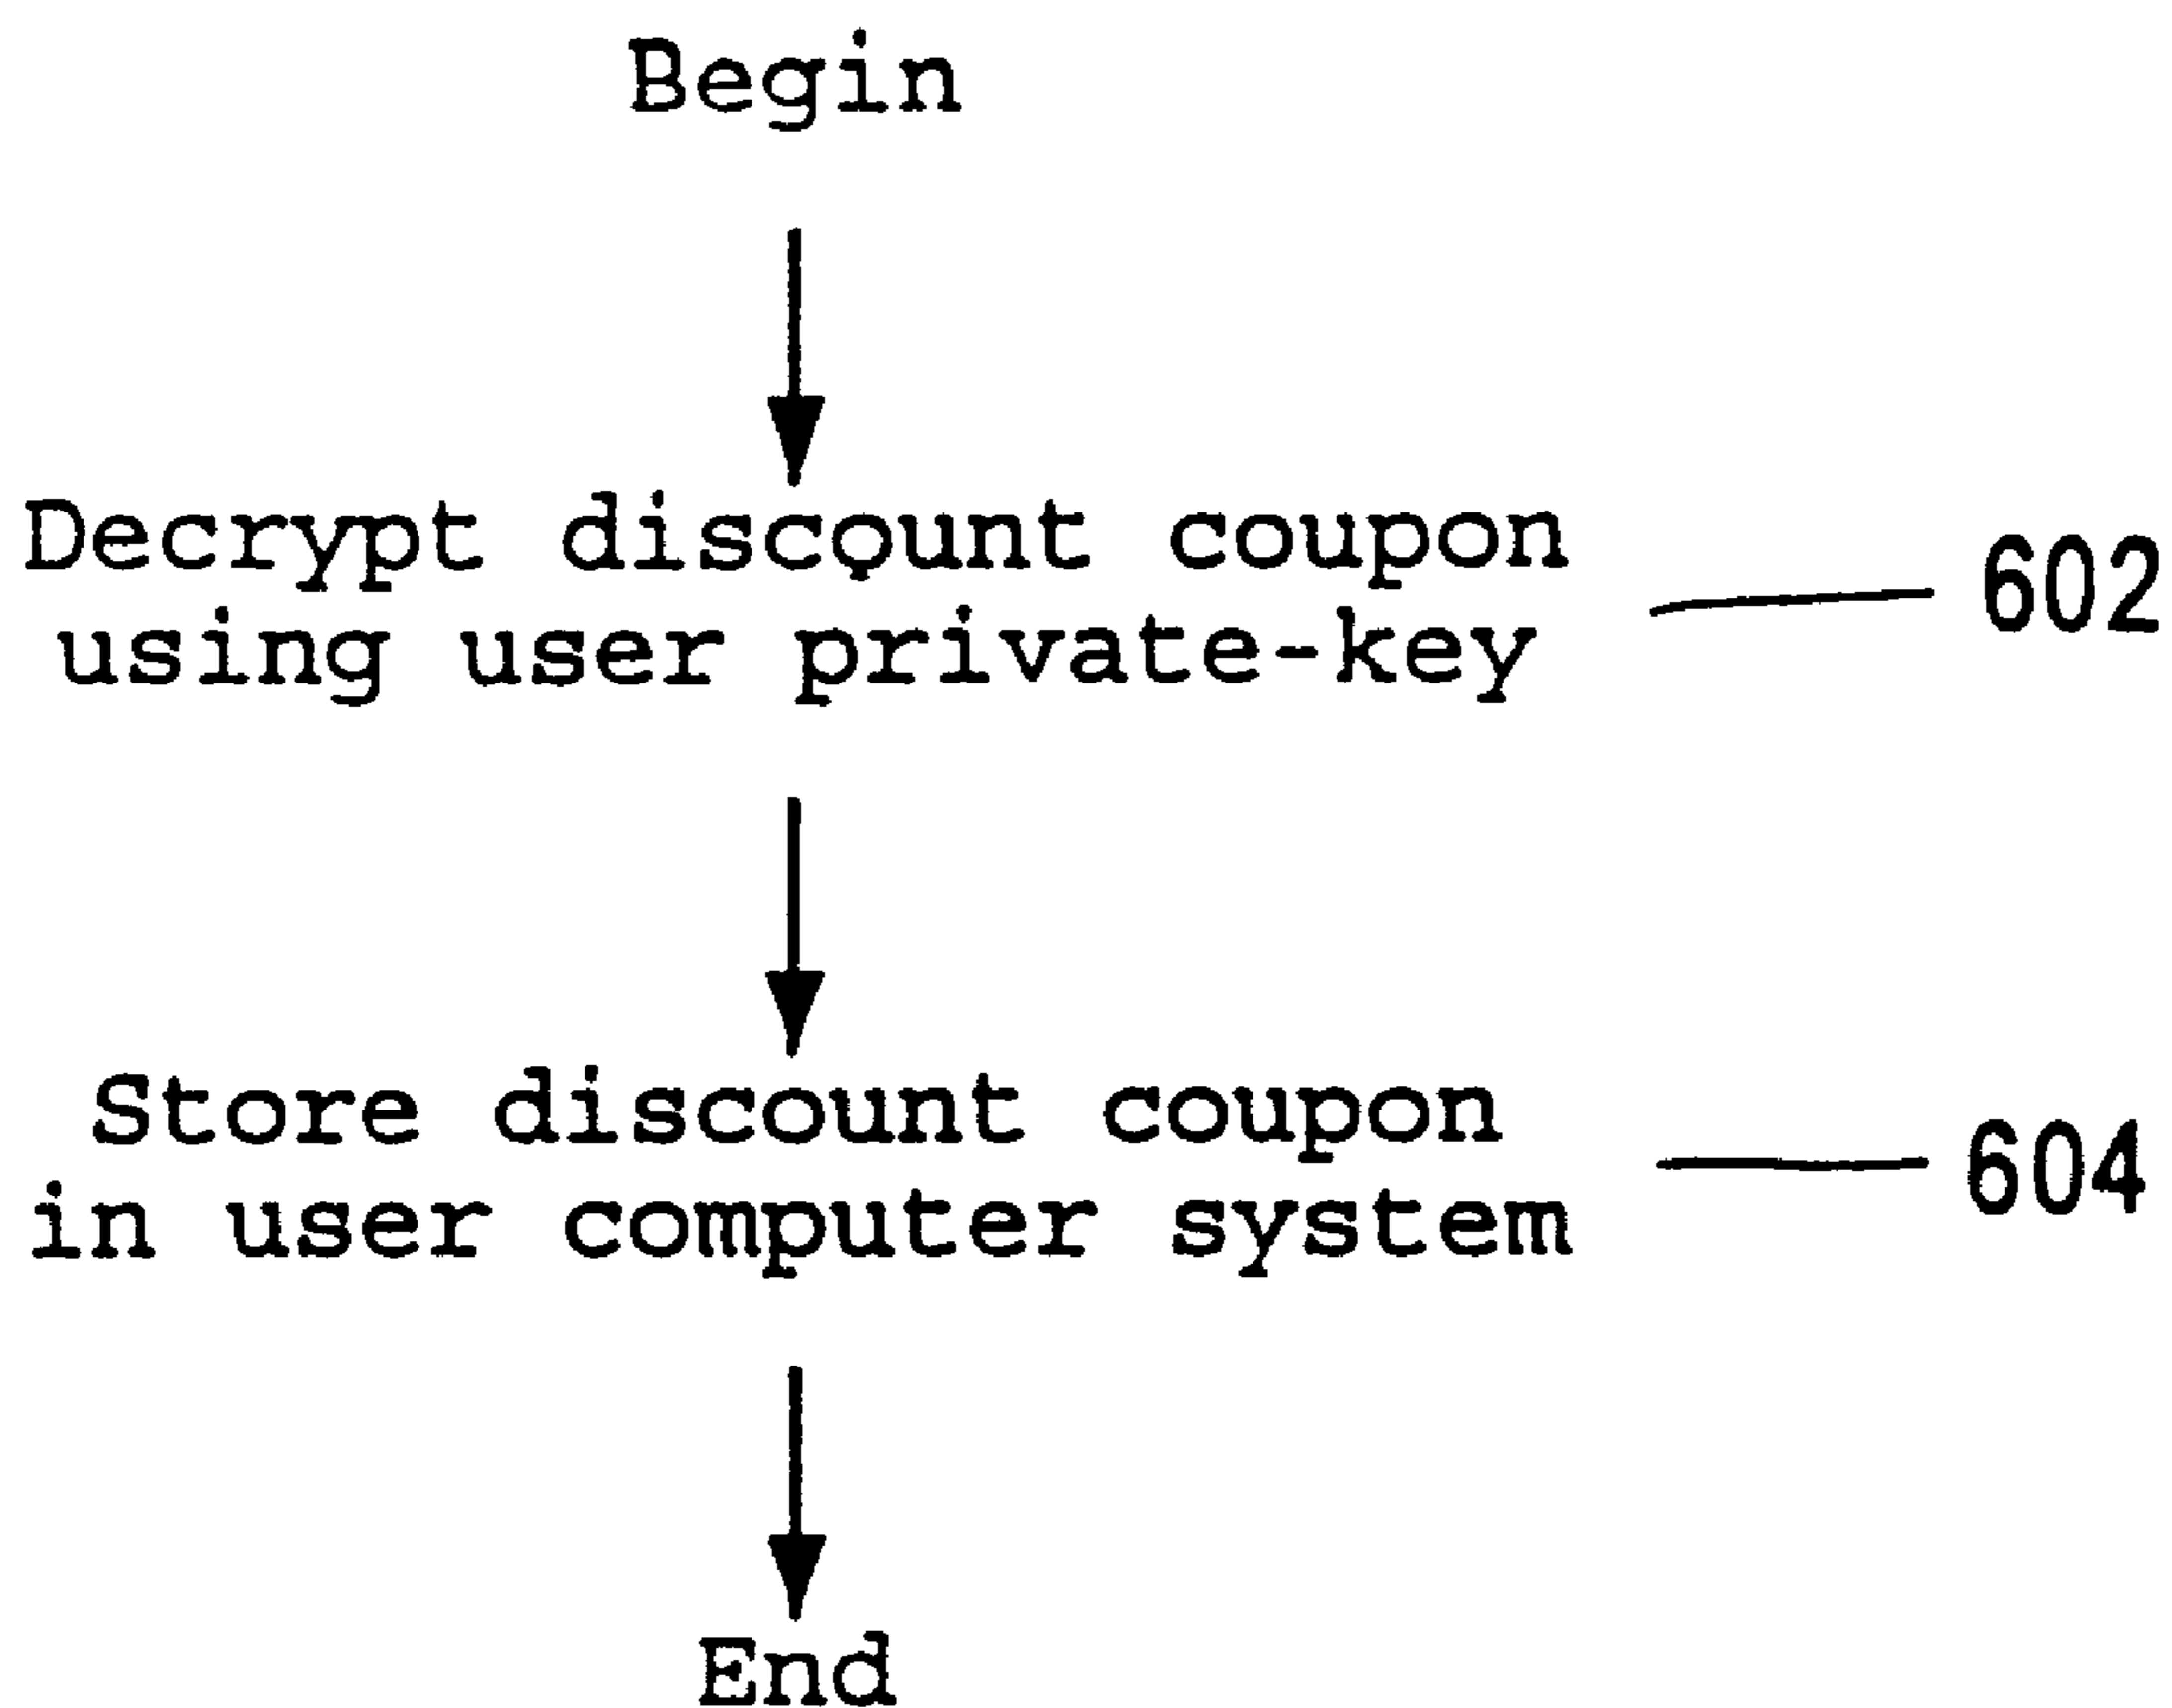 Begin
Decrypt discount coupon
using user private-key
602
Store discount coupon
in user computer system
604
End